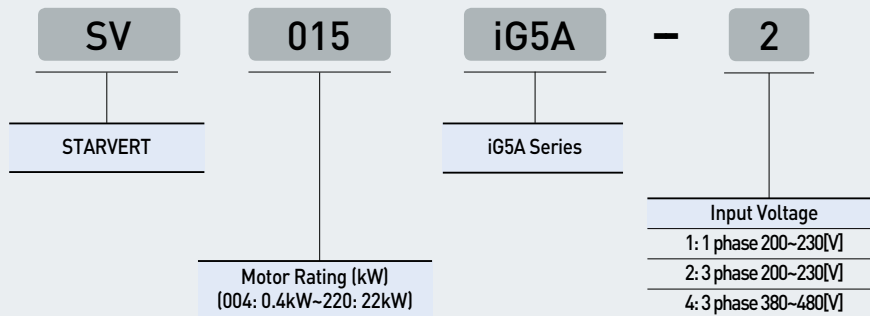 SV 015 iG5A – 2
STARVERT
iG5A Series
Motor Rating (kW)
(004: 0.4kW~220: 22kW)
Input Voltage
1: 1 phase 200~230[V]
2: 3 phase 200~230[V]
4: 3 phase 380~480[V]